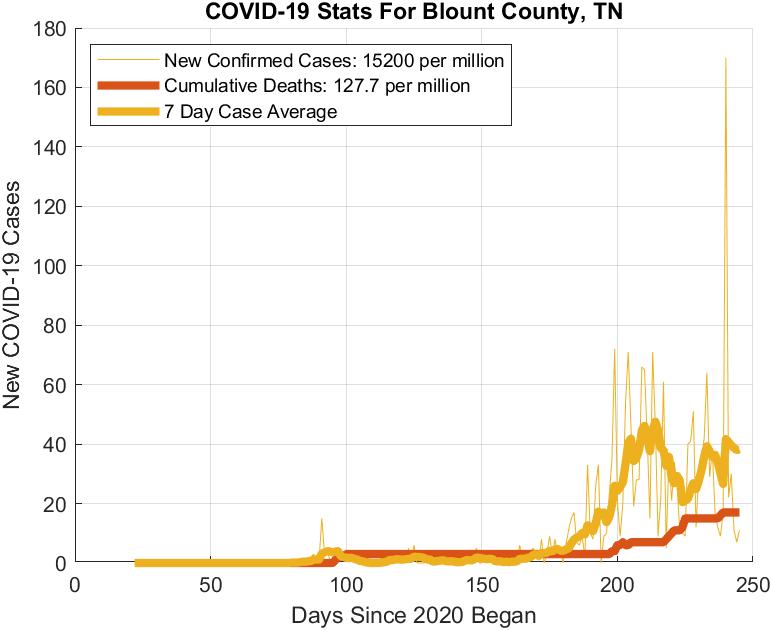 COVID-19 Stats For Blount County, TN
New Confirmed Cases: 15200 per million
Cumulative Deaths: 127.7 per million
7 Day Case Average
New COVID-19 Cases
180
160
140
120
100
80
60
40
20
0
0 50 100 150 200 250
Days Since 2020 Began